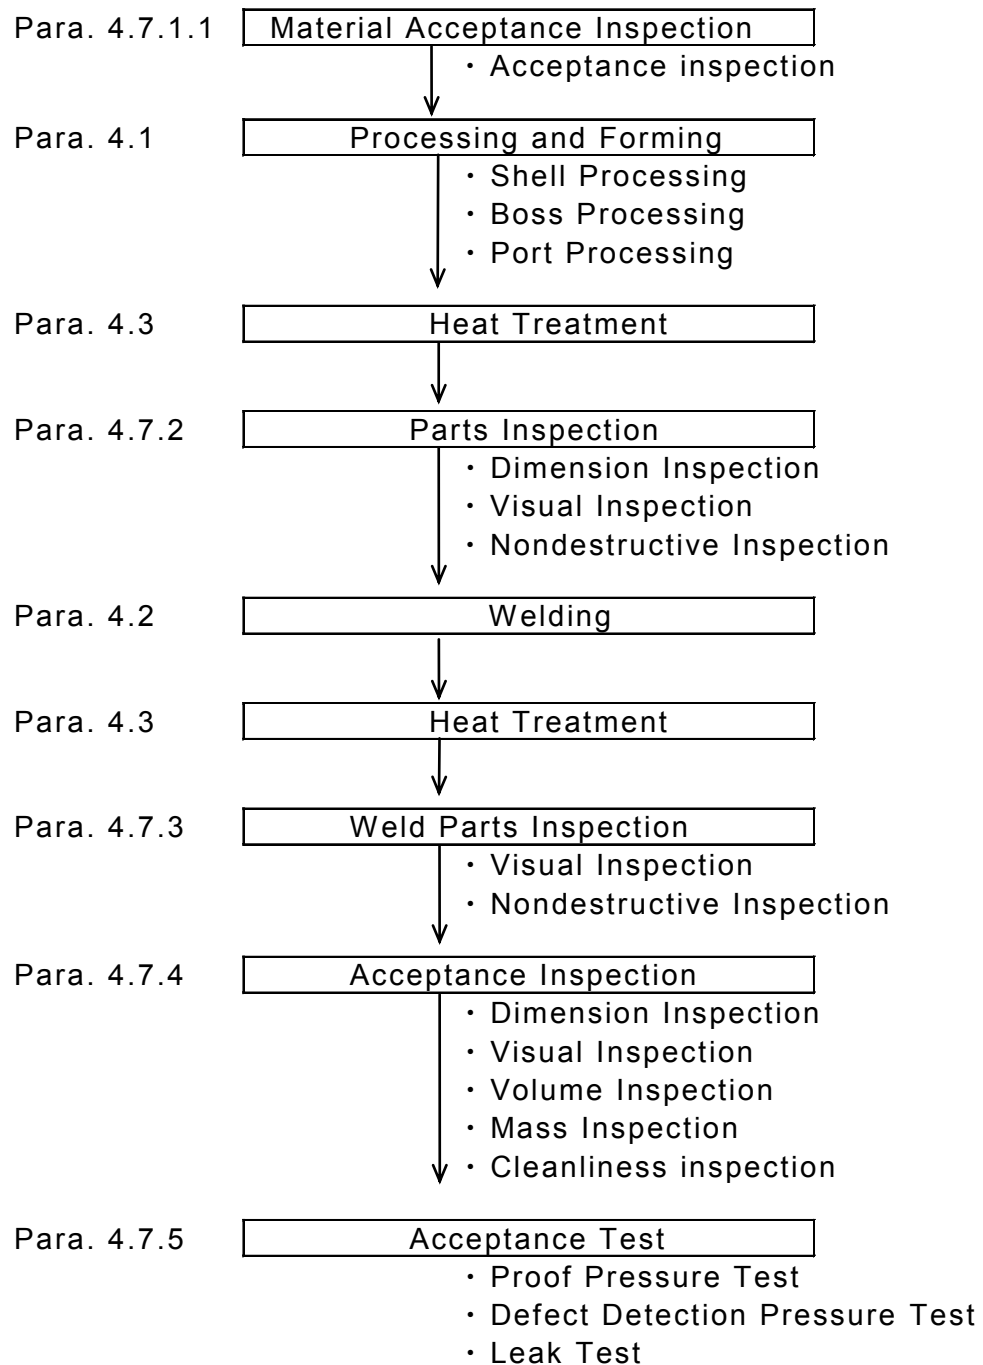 Para. 4.7.1.1 Material Acceptance Inspection
・Acceptance inspection
Para. 4.1 Processing and Forming
・Shell Processing
・Boss Processing
・Port Processing
Para. 4.3 Heat Treatment
Para. 4.7.2 Parts Inspection
・Dimension Inspection
・Visual Inspection
・Nondestructive Inspection
Para. 4.2 Welding
Para. 4.3 Heat Treatment
Para. 4.7.3 Weld Parts Inspection
・Visual Inspection
・Nondestructive Inspection
Para. 4.7.4 Acceptance Inspection
・Dimension Inspection
・Visual Inspection
・Volume Inspection
・Mass Inspection
・Cleanliness inspection
Para. 4.7.5 Acceptance Test
・Proof Pressure Test
・Defect Detection Pressure Test
・Leak Test